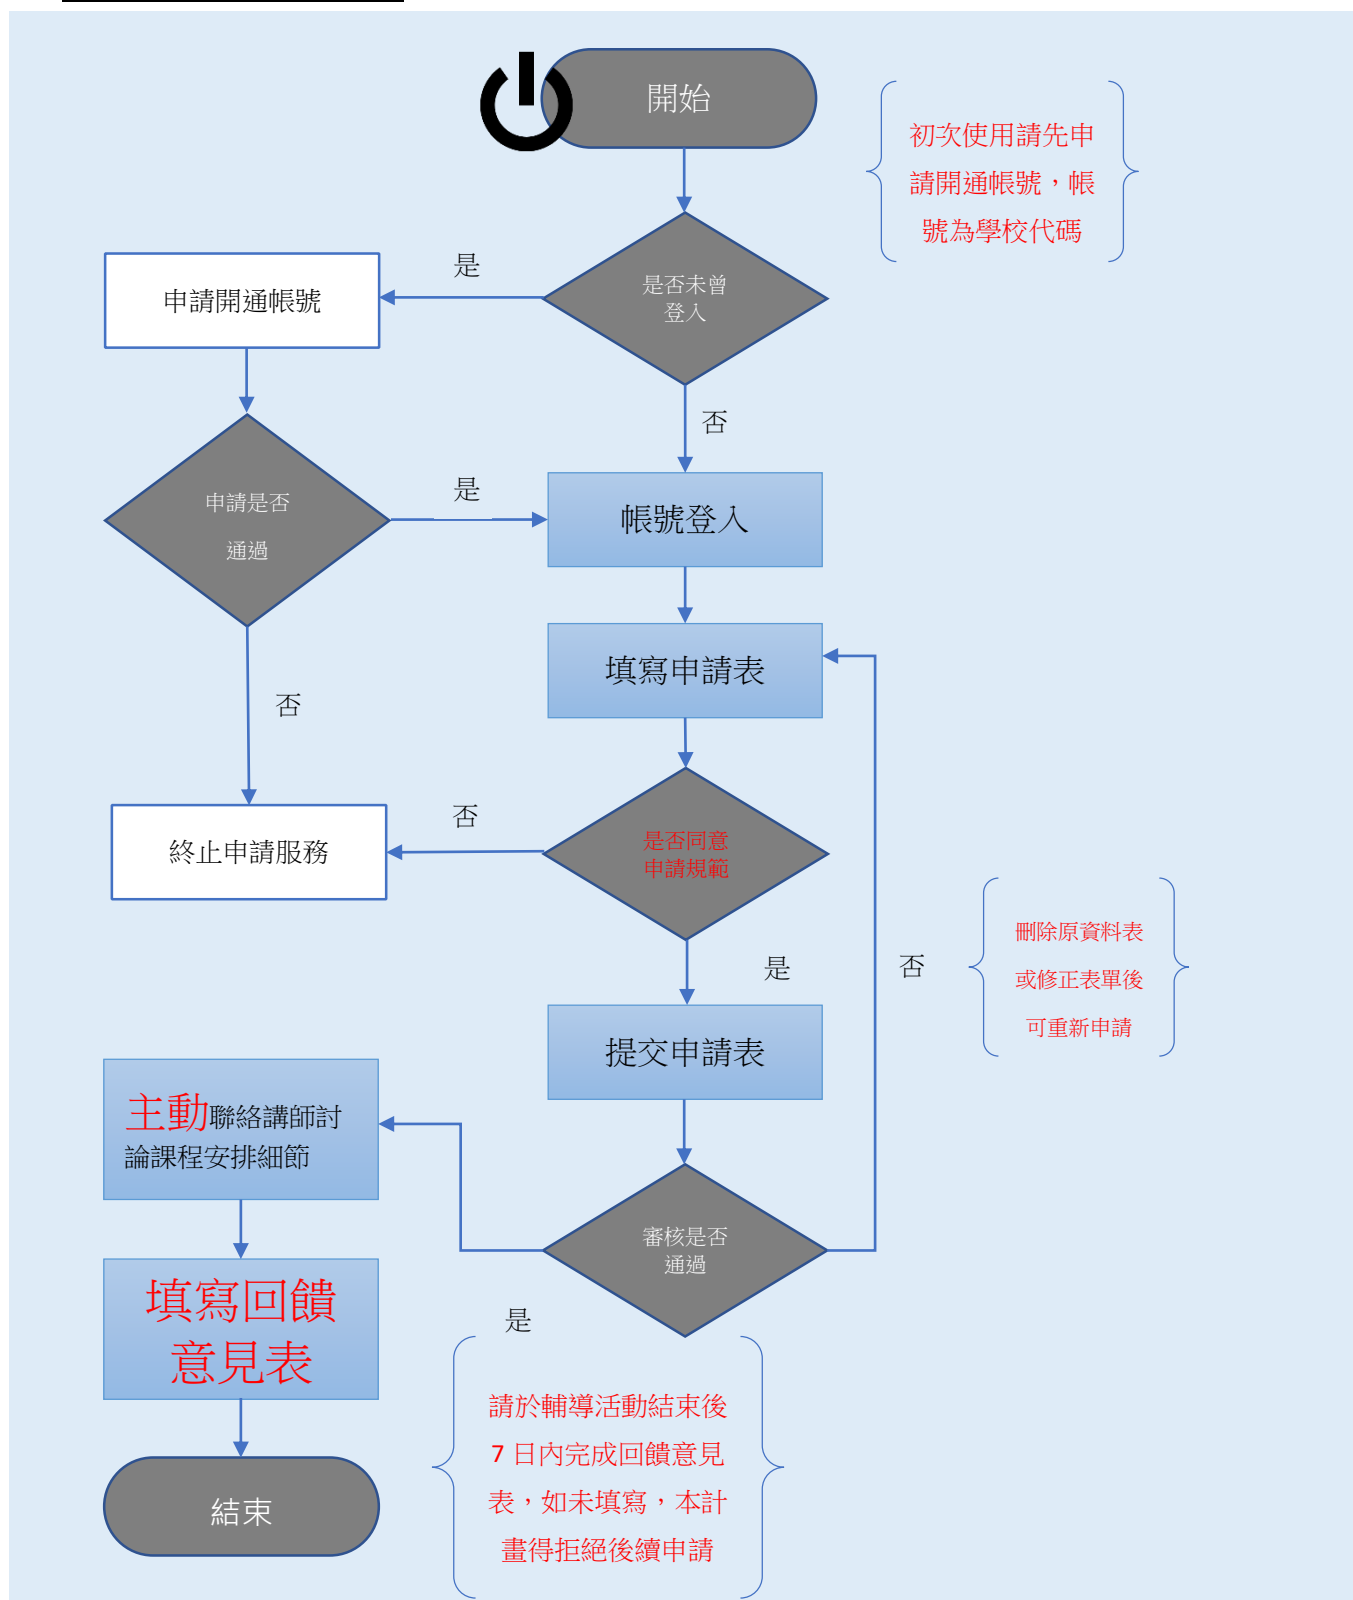 開始
初次使用請先申
請開通帳號，帳
號為學校代碼
是否未曾
登入
是
申請開通帳號
否
申請是否
通過
是
帳號登入
填寫申請表
否
終止申請服務
否
是否同意
申請規範
是
否
刪除原資料表
或修正表單後
可重新申請
提交申請表
主動聯絡講師討
論課程安排細節
審核是否
通過
是
填寫回饋
意見表
請於輔導活動結束後
7 日內完成回饋意見
表，如未填寫，本計
畫得拒絕後續申請
結束